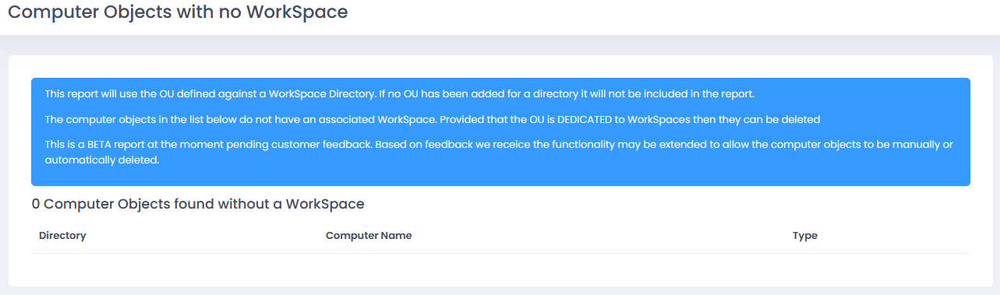 Computer Objects with no WorkSpace
This report will use the OU defined against a WorkSpace Directory. If no OU has been added for a directory it will not be included in the report.
The computer objects in the list below do not have an associated WorkSpace. Provided that the OU is DEDICATED to WorkSpaces then they can be deleted
This is a BETA report at the moment pending customer feedback. Based on feedback we receice the functionality may be extended to allow the computer objects to be manually or
automatically deleted.
0 Computer Objects found without a WorkSpace
Directory Computer Name Type